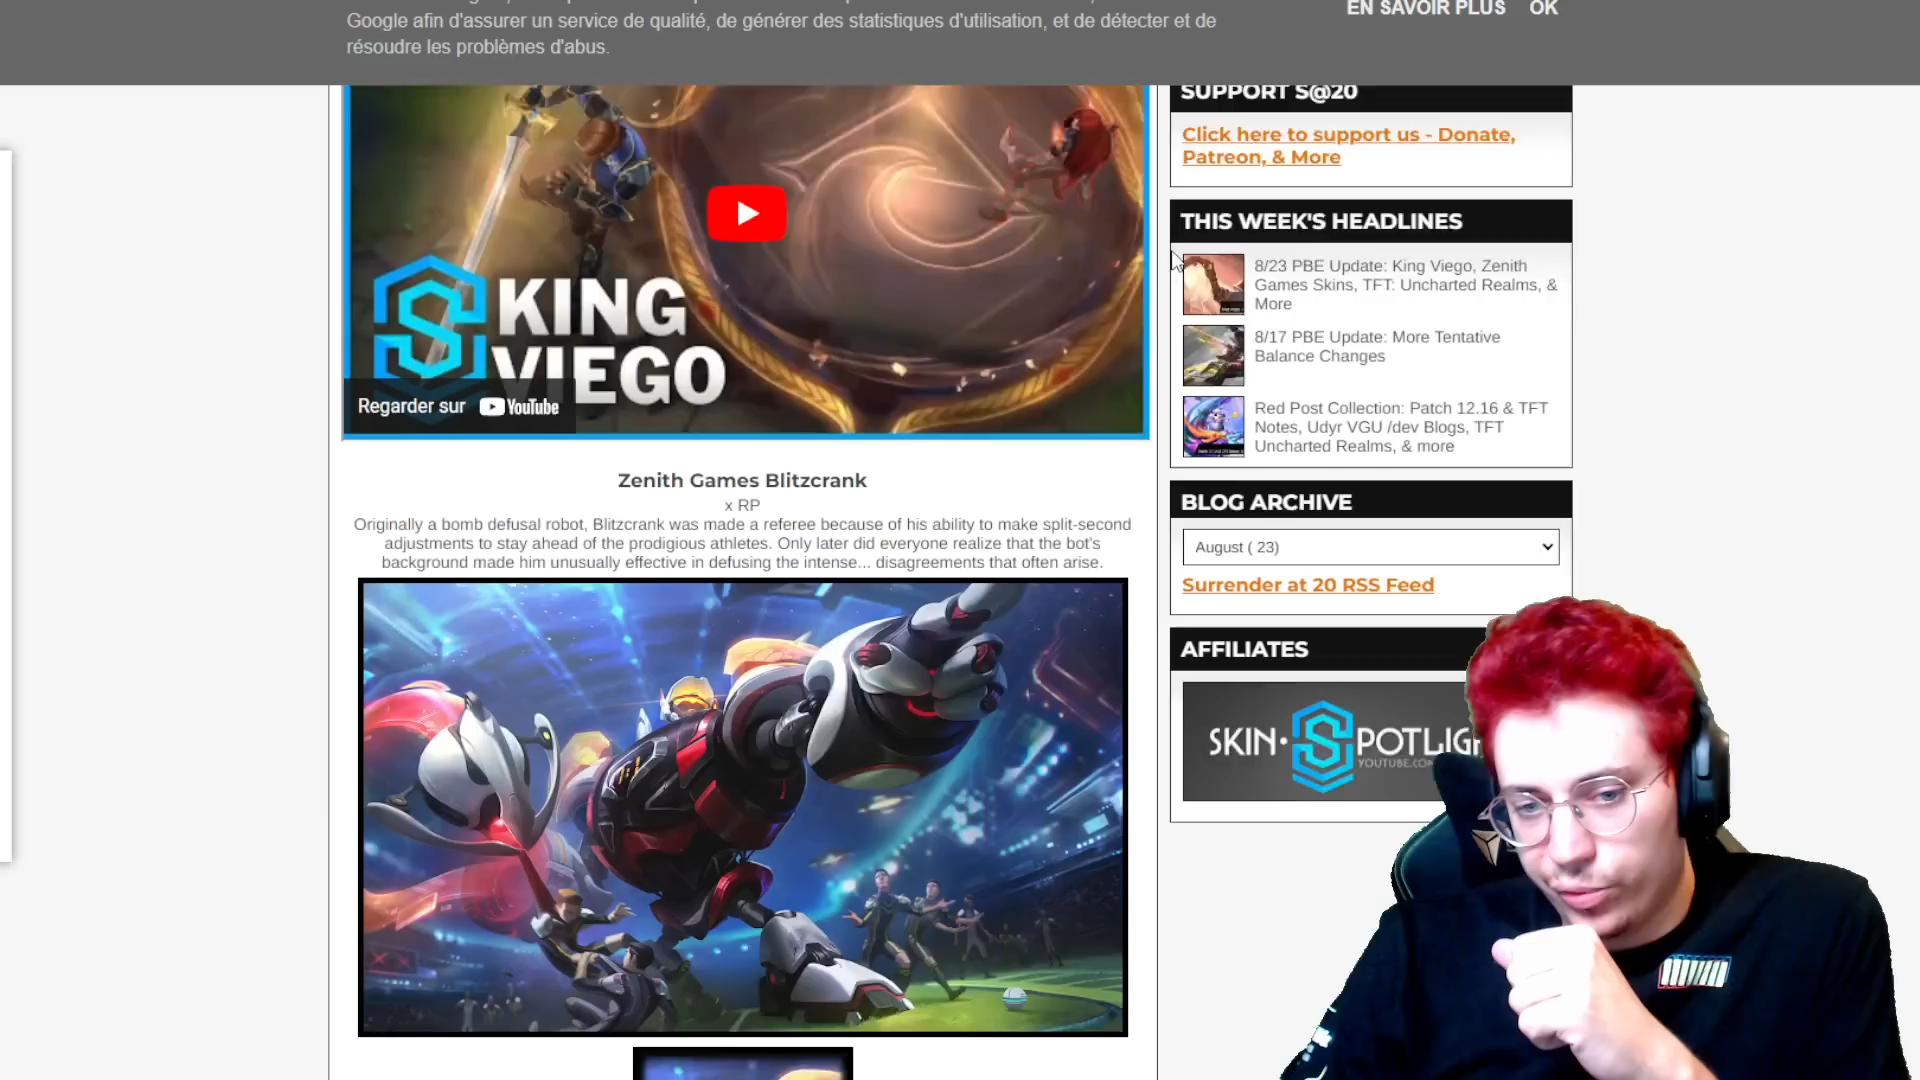 Google afin d'assurer un service de qualité, de générer des statistiques d'utilisation, et de détecter et de
résoudre les problèmes d'abus.
EN SAVOIR PLUS OK
KING
VIEGO
Regarder sur YouTube
Zenith Games Blitzcrank
x RP
Originally a bomb defusal robot, Blitzcrank was made a referee because of his ability to make split-second
adjustments to stay ahead of the prodigious athletes. Only later did everyone realize that the bot's
background made him unusually effective in defusing the intense... disagreements that often arise.
SUPPORT S@20
Click here to support us - Donate,
Patreon, & More
THIS WEEK'S HEADLINES
8/23 PBE Update: King Viego, Zenith
Games Skins, TFT: Uncharted Realms, &
More
8/17 PBE Update: More Tentative
Balance Changes
Red Post Collection: Patch 12.16 & TFT
Notes, Udyr VGU /dev Blogs, TFT
Uncharted Realms, & more
BLOG ARCHIVE
August ( 23)
Surrender at 20 RSS Feed
AFFILIATES
SKIN·SPOTLIG
YOUTUBE.CO